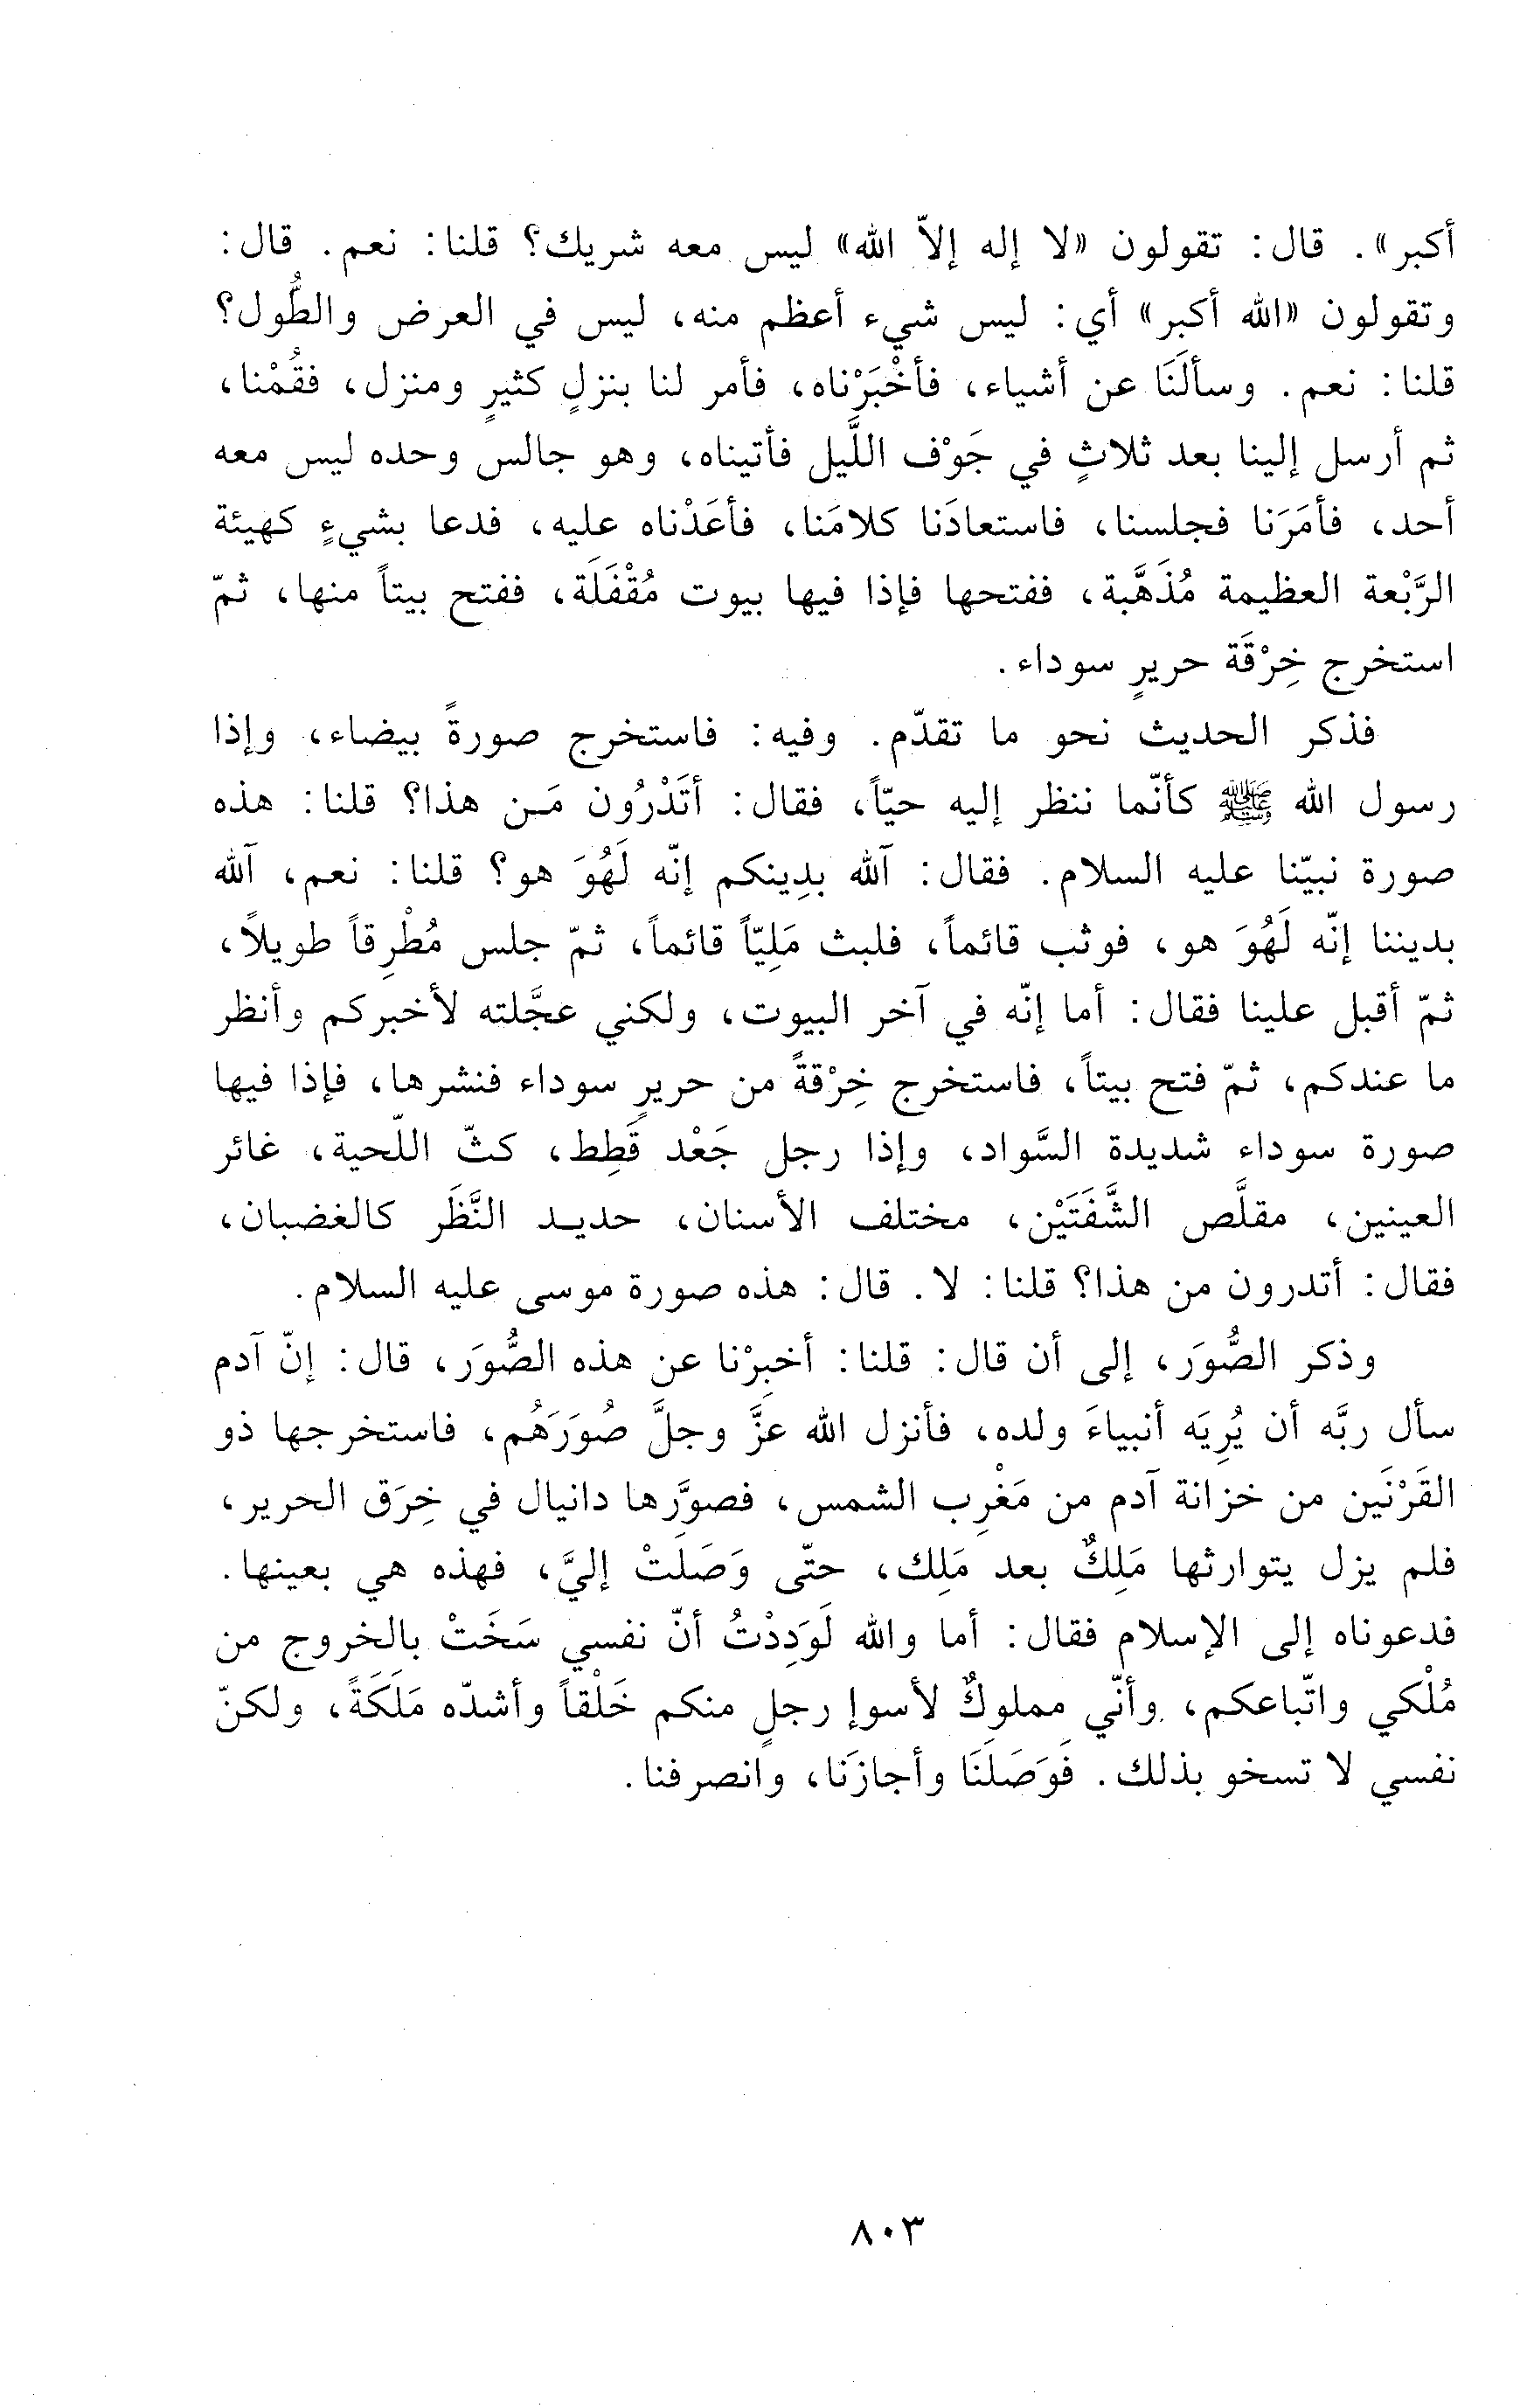 أكبر». قال: تقولون «لا إله إلاّ الله» ليس معه شريك؟ قلنا: نعم. قال:
وتقولون «الله أكبر» أي: ليس شيء أعظم منه، ليس في العرض والطُّول؟
قلنا: نعم. وسألَنَا عن أشياء، فأخْبَرْناه، فأمر لنا بنزلٍ كثيرٍ ومنزل، فقُمْنا،
ثم أرسل إلينا بعد ثلاثٍ في جَوْف اللَّيل فأتيناه، وهو جالس وحده ليس معه
أحد، فأمَرَنا فجلسنا، فاستعادَنا كلامَنا، فأعَدْناه عليه، فدعا بشيءٍ كهيئة
الرَّبْعة العظيمة مُذَهَّبة، ففتحها فإذا فيها بيوت مُقْفَلَة، ففتح بيتاً منها، ثمّ
استخرج خِرْقَة حريرٍ سوداء.
فذكر الحديث نحو ما تقدّم. وفيه: فاستخرج صورةً بيضاء، وإذا
رسول الله ﷺ كأنّما ننظر إليه حيّاً، فقال: أتَدْرُون مَـن هذا؟ قلنا: هذه
صورة نبيّنا عليه السلام. فقال: آلله بدِينكم إنّه لَهُوَ هو؟ قلنا: نعم، آلله
بديننا إنّه لَهُوَ هو، فوثب قائماً، فلبث مَلِيّاً قائماً، ثمّ جلس مُطْرِقاً طويلاً،
ثمّ أقبل علينا فقال: أما إنّه في آخر البيوت، ولكني عجَّلته لأخبركم وأنظر
ما عندكم، ثمّ فتح بيتاً، فاستخرج خِرْقةً من حريرٍ سوداء فنشرها، فإذا فيها
صورة سوداء شديدة السَّواد، وإذا رجل جَعْد قَطِط، كثّ اللّحية، غائر
العينين، مقلَّص الشَّفَتَيْن، مختلف الأسنان، حديـد النَّظَر كالغضبان،
فقال: أتدرون من هذا؟ قلنا: لا. قال: هذه صورة موسى عليه السلام.
وذكر الصُّوَر، إلى أن قال: قلنا: أخبِرْنا عن هذه الصُّوَر، قال: إنّ آدم
سأل ربَّه أن يُرِيَه أنبياءَ ولده، فأنزل الله عَزَّ وجلَّ صُوَرَهُم، فاستخرجها ذو
القَرْنَين من خزانة آدم من مَغْرِب الشمس، فصوَّرها دانيال في خِرَق الحرير،
فلم يزل يتوارثها مَلِكٌ بعد مَلِك، حتّى وَصَلَتْ إليَّ، فهذه هي بعينها.
فدعوناه إلى الإسلام فقال: أما والله لَوَدِدْتُ أنّ نفسي سَخَتْ بالخروج من
مُلْكي واتّباعكم، وأنّي مملوكٌ لأسوإ رجلٍ منكم خَلْقاً وأشدّه مَلَكَةً، ولكنّ
نفسي لا تسخو بذلك. فَوَصَلَنَا وأجازَنا، وانصرفنا.
٨٠٣